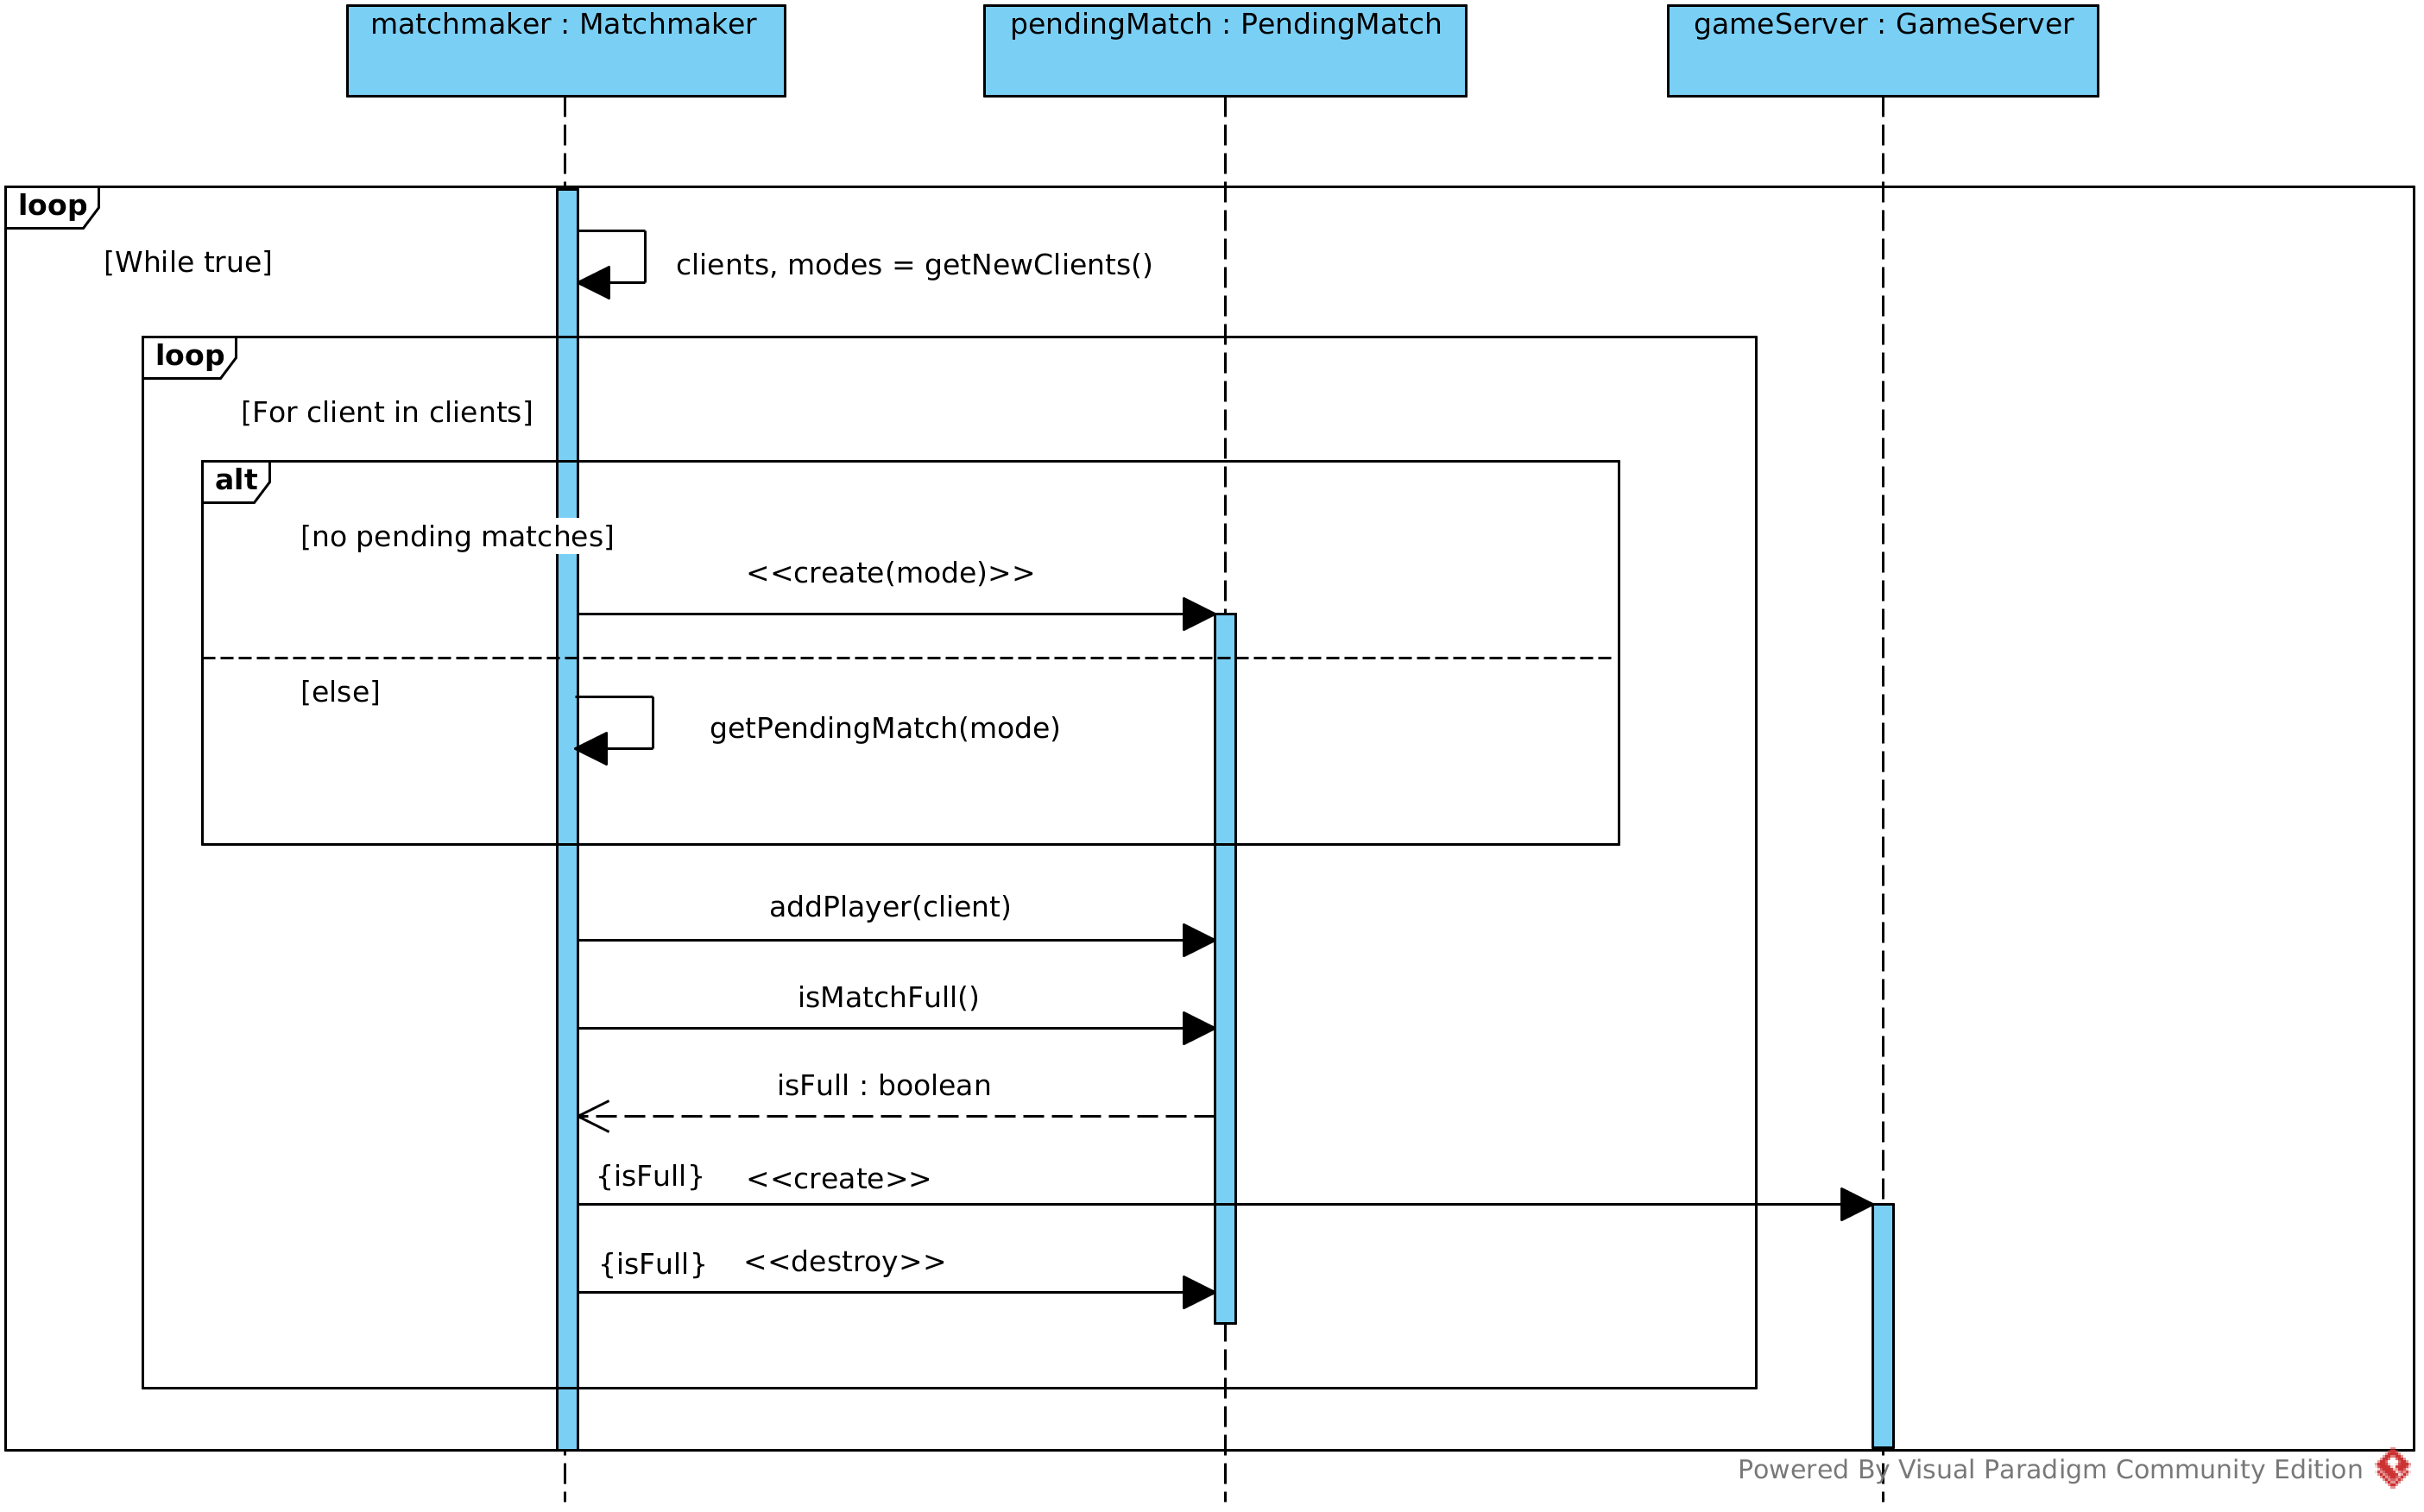 matchmaker : Matchmaker
pendingMatch : PendingMatch
gameServer : GameServer
loop
[While true]
clients, modes = getNewClients()
loop
[For client in clients]
alt
[no pending matches]
<<create(mode)>>
[else]
getPendingMatch(mode)
addPlayer(client)
isMatchFull()
isFull : boolean
{isFull}
<<create>>
{isFull}
<<destroy>>
Powered By Visual Paradigm Community Edition